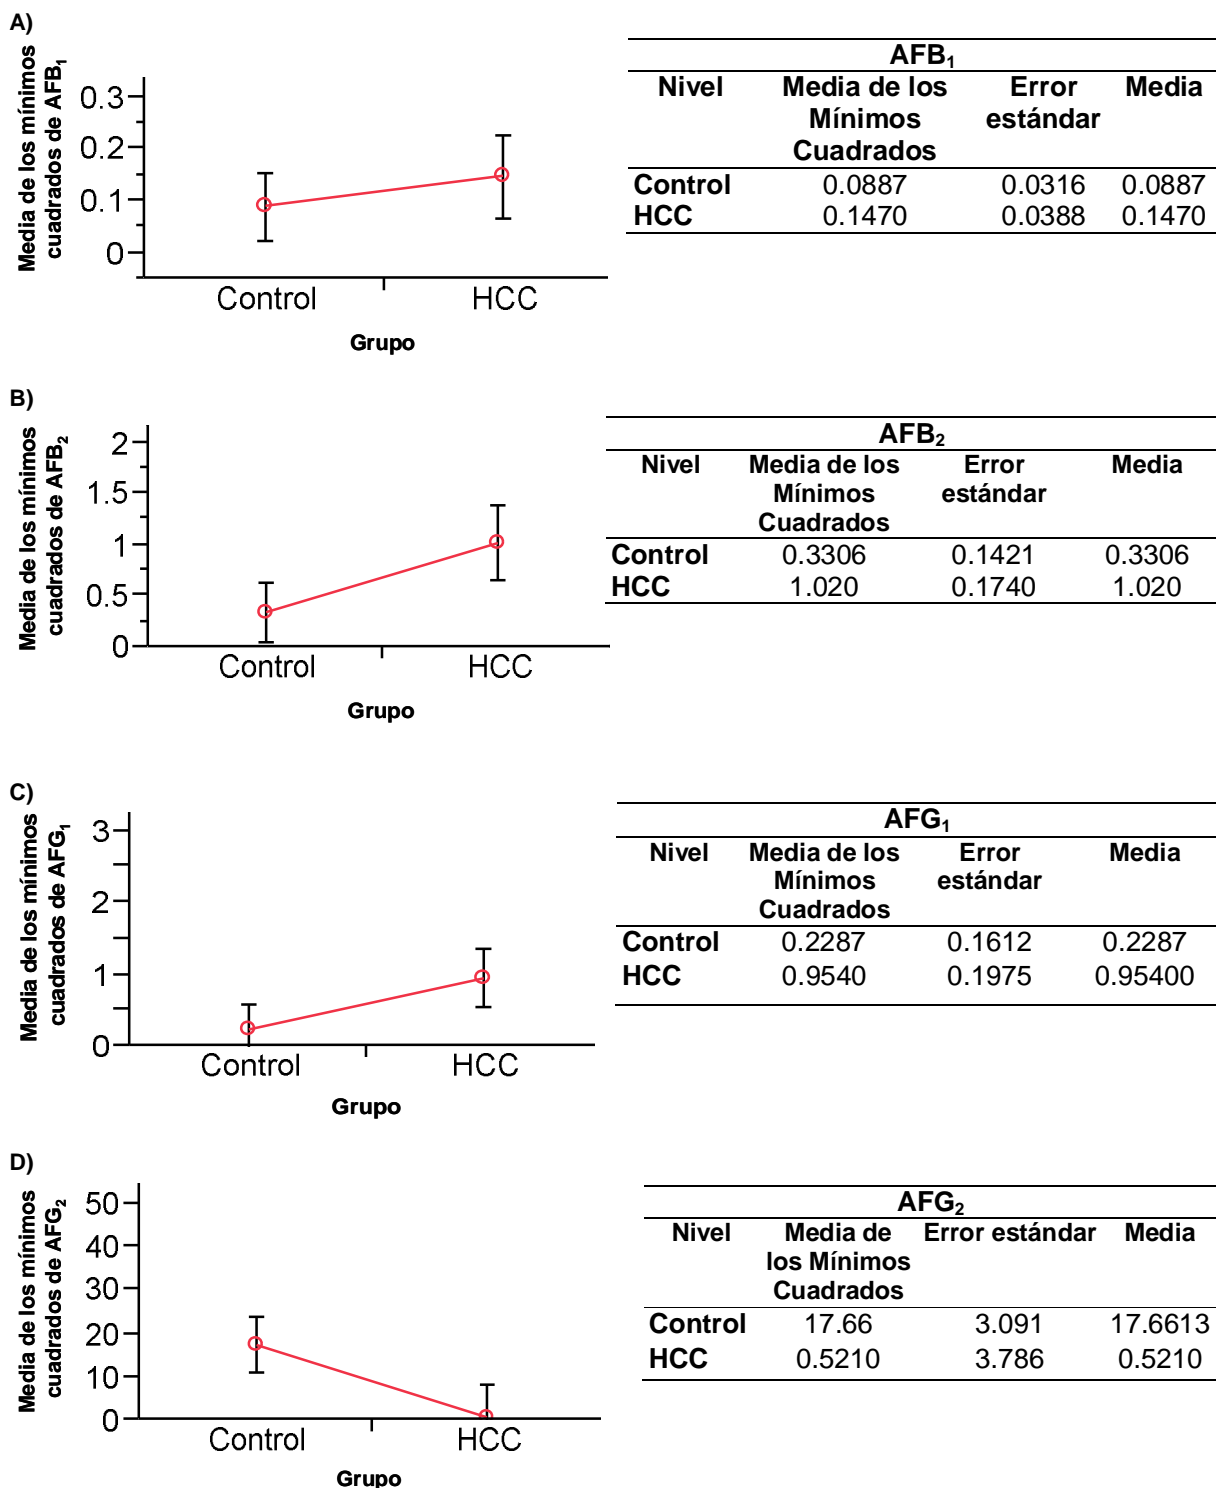 A)
Media de los mínimos
cuadrados de AFB₁
0.3
0.2
0.1
0
Control HCC
Grupo
AFB₁
Nivel Media de los Error Media
Mínimos estándar
Cuadrados
Control 0.0887 0.0316 0.0887
HCC 0.1470 0.0388 0.1470
B)
Media de los mínimos
cuadrados de AFB₂
2
1.5
1
0.5
0
Control HCC
Grupo
AFB₂
Nivel Media de los Error Media
Mínimos estándar
Cuadrados
Control 0.3306 0.1421 0.3306
HCC 1.020 0.1740 1.020
C)
Media de los mínimos
cuadrados de AFG₁
3
2
1
0
Control HCC
Grupo
AFG₁
Nivel Media de los Error Media
Mínimos estándar
Cuadrados
Control 0.2287 0.1612 0.2287
HCC 0.9540 0.1975 0.95400
D)
Media de los mínimos
cuadrados de AFG₂
50
40
30
20
10
0
Control HCC
Grupo
AFG₂
Nivel Media de Error estándar Media
los Mínimos
Cuadrados
Control 17.66 3.091 17.6613
HCC 0.5210 3.786 0.5210